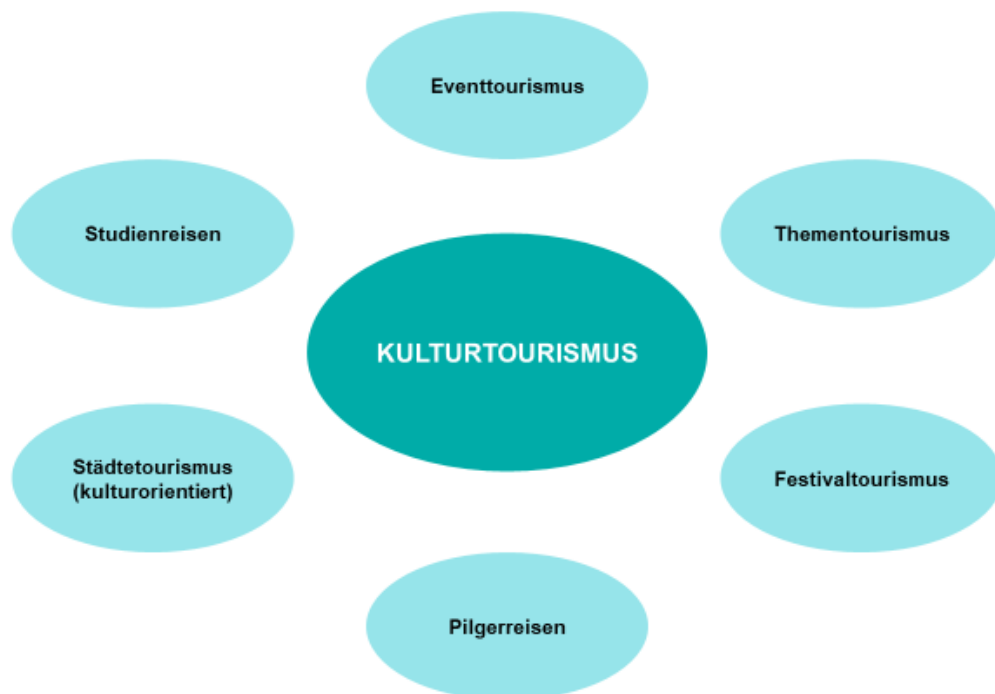 Eventtourismus
Studienreisen
Thementourismus
KULTURTOURISMUS
Städtetourismus
(kulturorientiert)
Festivaltourismus
Pilgerreisen